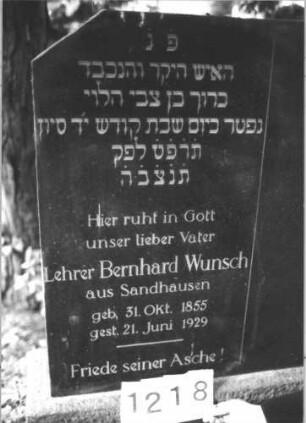 פ נ
האיש היקר והנכבד
ברוך בן צבי הלוי
נפטר ביום שבת קודש י״ד סיון
תרפט לפק
תנצבה
Hier ruht in Gott
unser lieber Vater
Lehrer Bernhard Wunsch
aus Sandhausen
geb. 31. Okt. 1855
gest. 21. Juni 1929
Friede seiner Asche!
1218